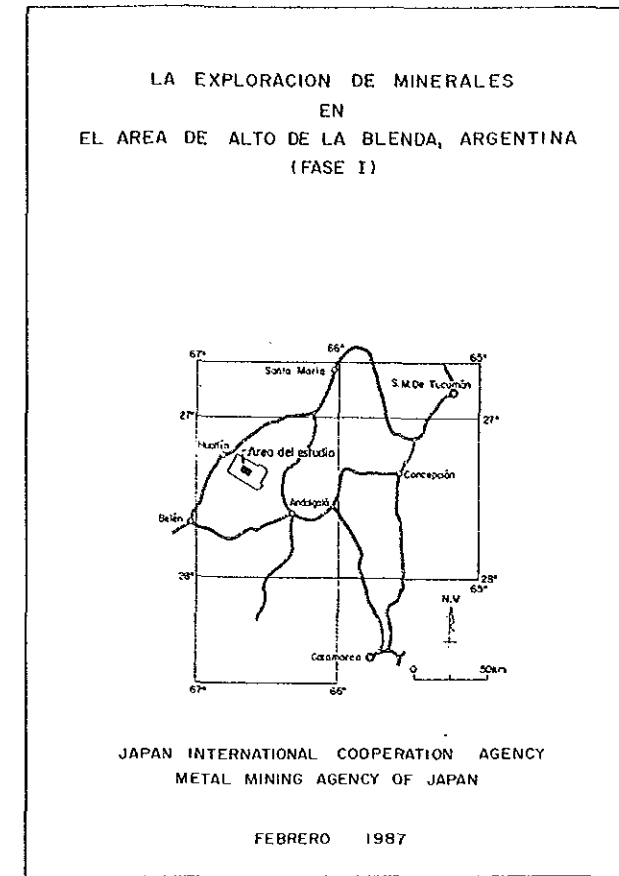 LA EXPLORACION DE MINERALES
EN
EL AREA DE ALTO DE LA BLENDA, ARGENTINA
(FASE I)
67°
66°
65°
Santa María
S.M. De Tucumán
27°
27°
Hualfin
Area del estudio
Concepción
Andalgalá
Belén
28°
28°
65°
N.V
Catamarca
0
50km
67°
66°
JAPAN INTERNATIONAL COOPERATION AGENCY
METAL MINING AGENCY OF JAPAN
FEBRERO 1987